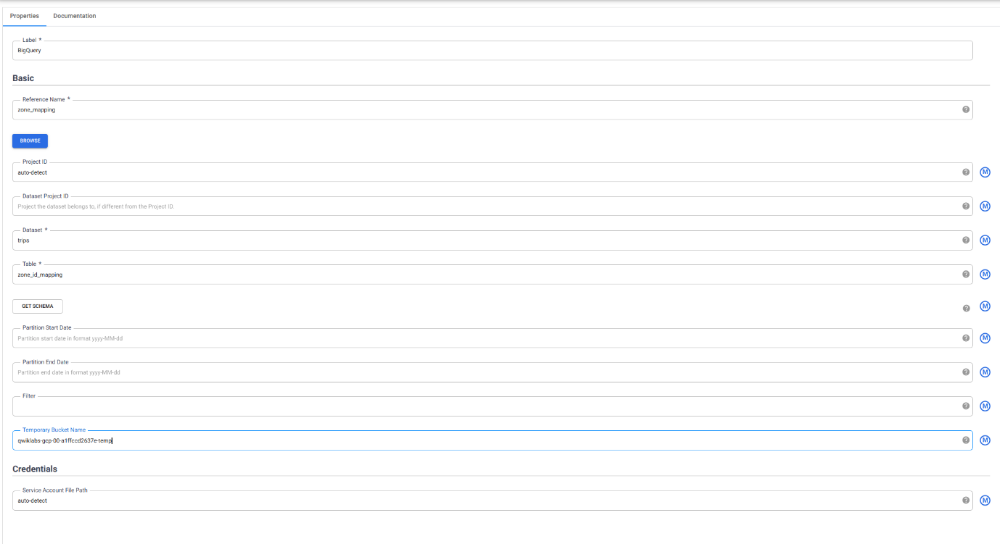 Properties Documentation
Label *
BigQuery
Basic
Reference Name *
zone_mapping
BROWSE
Project ID
auto-detect
M
Dataset Project ID
Project the dataset belongs to, if different from the Project ID.
M
Dataset *
trips
M
Table *
zone_id_mapping
M
GET SCHEMA
M
Partition Start Date
Partition start date in format yyyy-MM-dd
M
Partition End Date
Partition end date in format yyyy-MM-dd
M
Filter
M
Temporary Bucket Name
qwiklabs-gcp-00-a1ffccd2637e-temp
M
Credentials
Service Account File Path
auto-detect
M